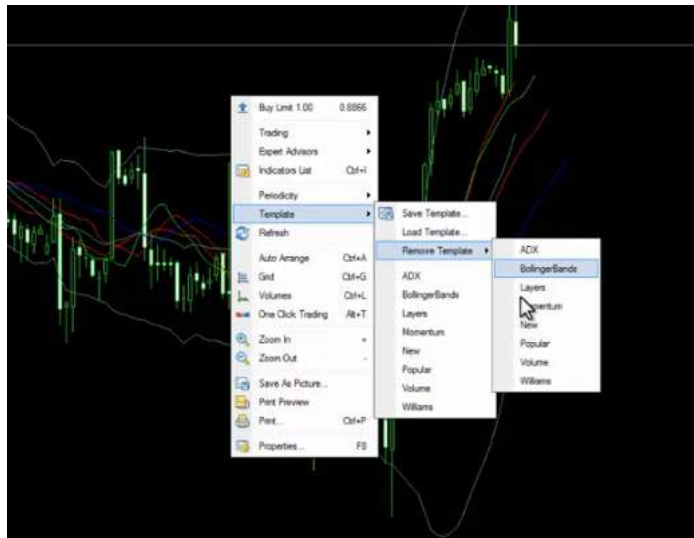 Buy Limit 1.00 0.8866
Trading
Expert Advisors
Indicators List Ctrl+I
Periodicity
Template
Refresh
Auto Arrange Ctrl+A
Grid Ctrl+G
Volumes Ctrl+L
One Click Trading Alt+T
Zoom In +
Zoom Out -
Save As Picture...
Print Preview
Print... Ctrl+P
Properties... F8
Save Template...
Load Template...
Remove Template
ADX
BollingerBands
Layers
Momentum
New
Popular
Volume
Williams
ADX
BollingerBands
Layers
Momentum
New
Popular
Volume
Williams